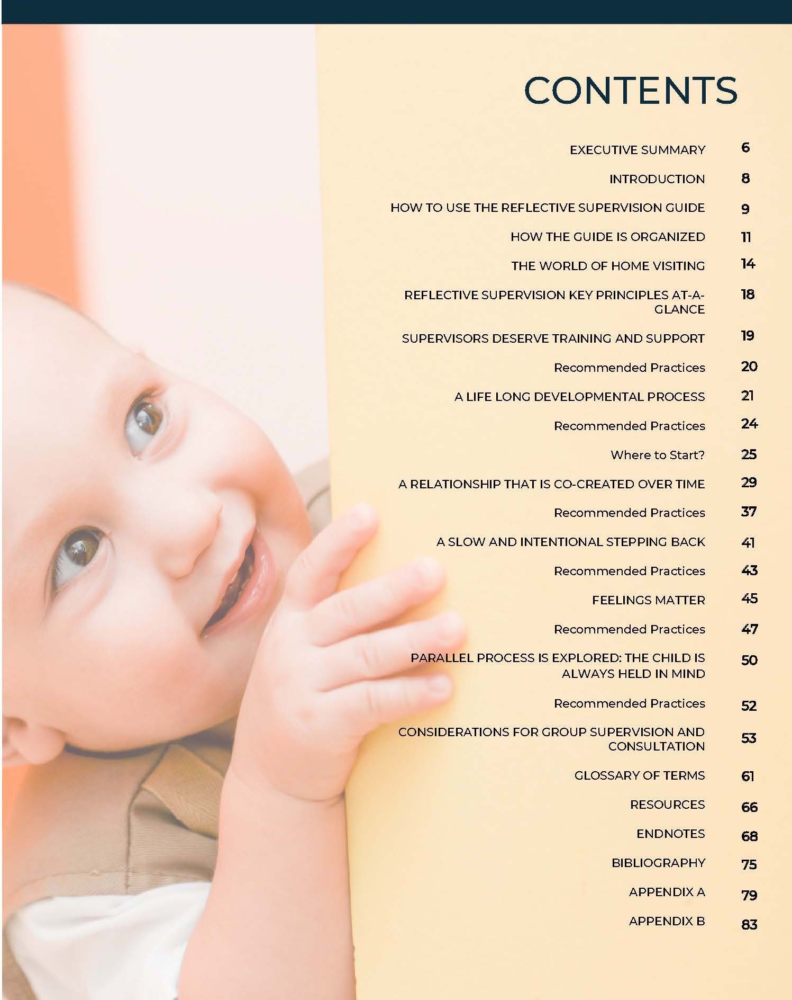 CONTENTS
EXECUTIVE SUMMARY 6
INTRODUCTION 8
HOW TO USE THE REFLECTIVE SUPERVISION GUIDE 9
HOW THE GUIDE IS ORGANIZED 11
THE WORLD OF HOME VISITING 14
REFLECTIVE SUPERVISION KEY PRINCIPLES AT-A- 18
GLANCE
SUPERVISORS DESERVE TRAINING AND SUPPORT 19
Recommended Practices 20
A LIFE LONG DEVELOPMENTAL PROCESS 21
Recommended Practices 24
Where to Start? 25
A RELATIONSHIP THAT IS CO-CREATED OVER TIME 29
Recommended Practices 37
A SLOW AND INTENTIONAL STEPPING BACK 41
Recommended Practices 43
FEELINGS MATTER 45
Recommended Practices 47
PARALLEL PROCESS IS EXPLORED: THE CHILD IS 50
ALWAYS HELD IN MIND
Recommended Practices 52
CONSIDERATIONS FOR GROUP SUPERVISION AND 53
CONSULTATION
GLOSSARY OF TERMS 61
RESOURCES 66
ENDNOTES 68
BIBLIOGRAPHY 75
APPENDIX A 79
APPENDIX B 83